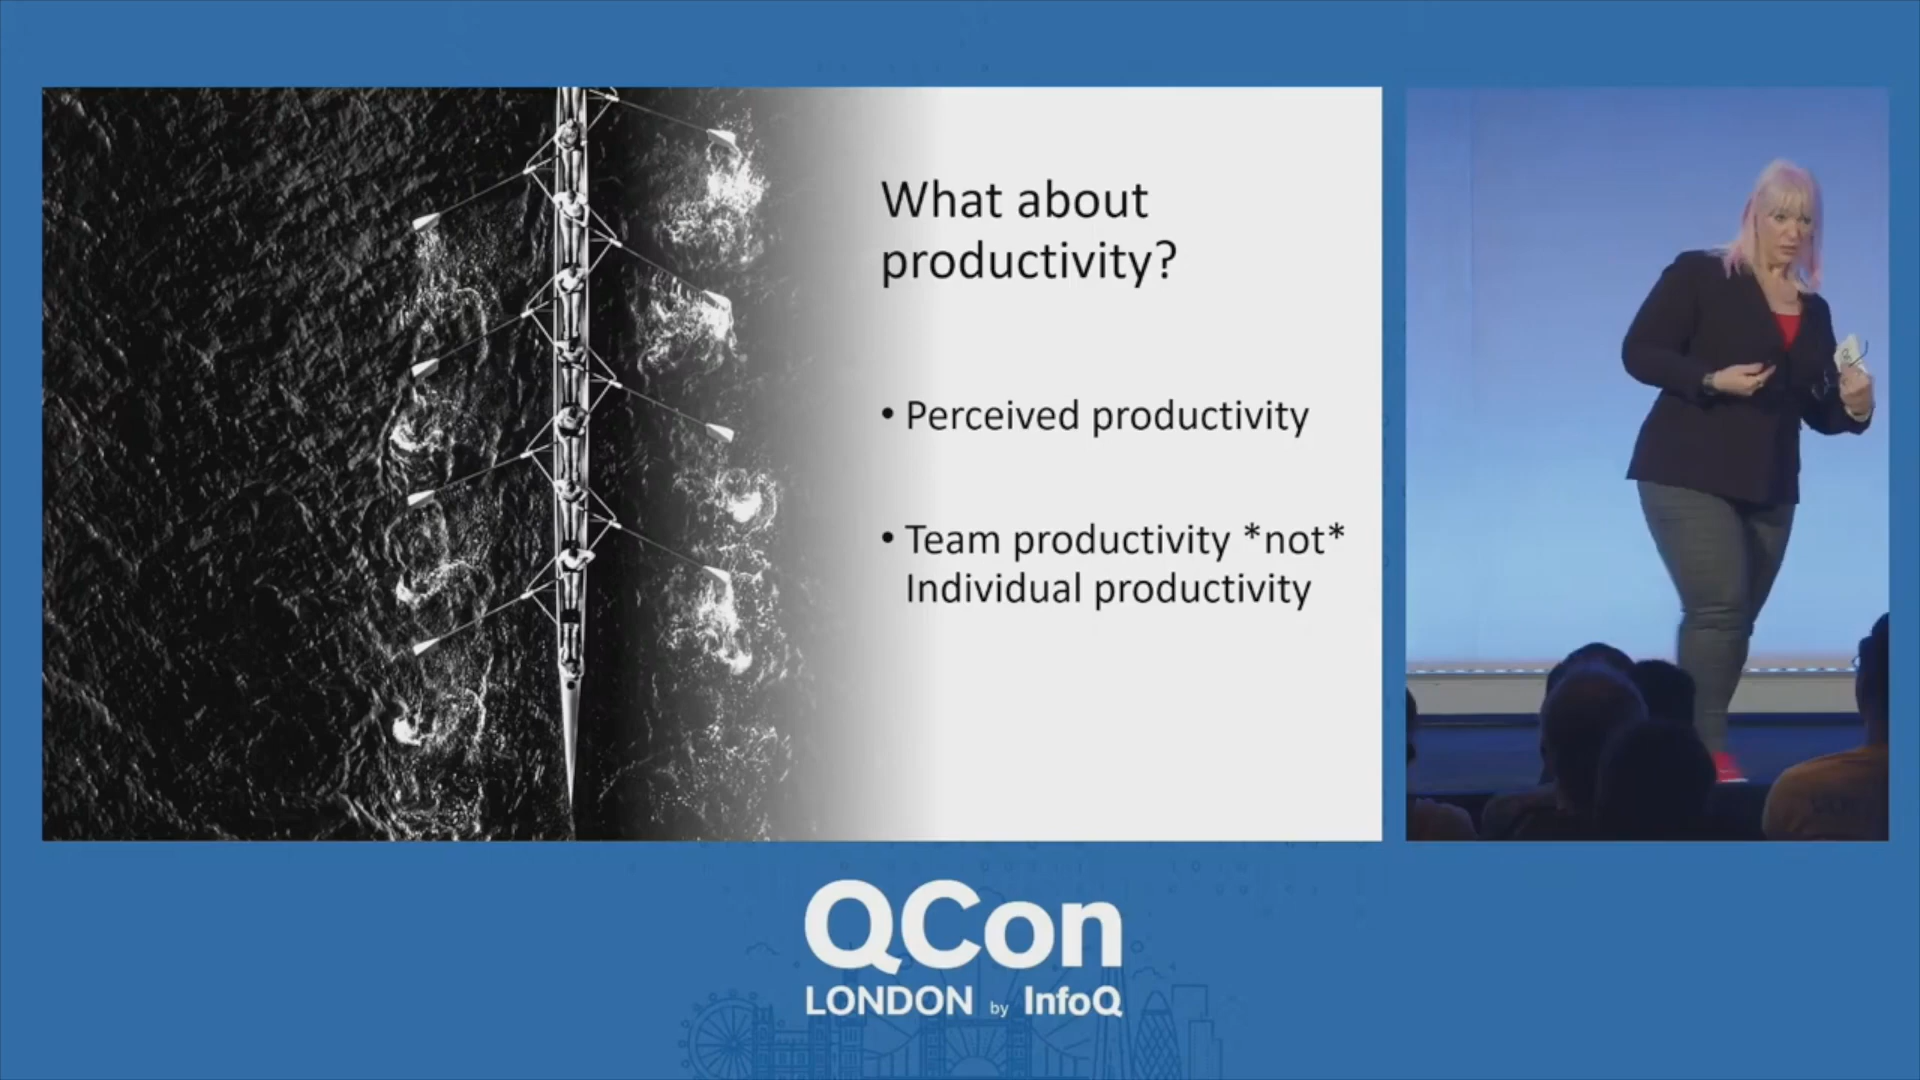 What about
productivity?
• Perceived productivity
• Team productivity *not*
Individual productivity
QCon
LONDON by InfoQ